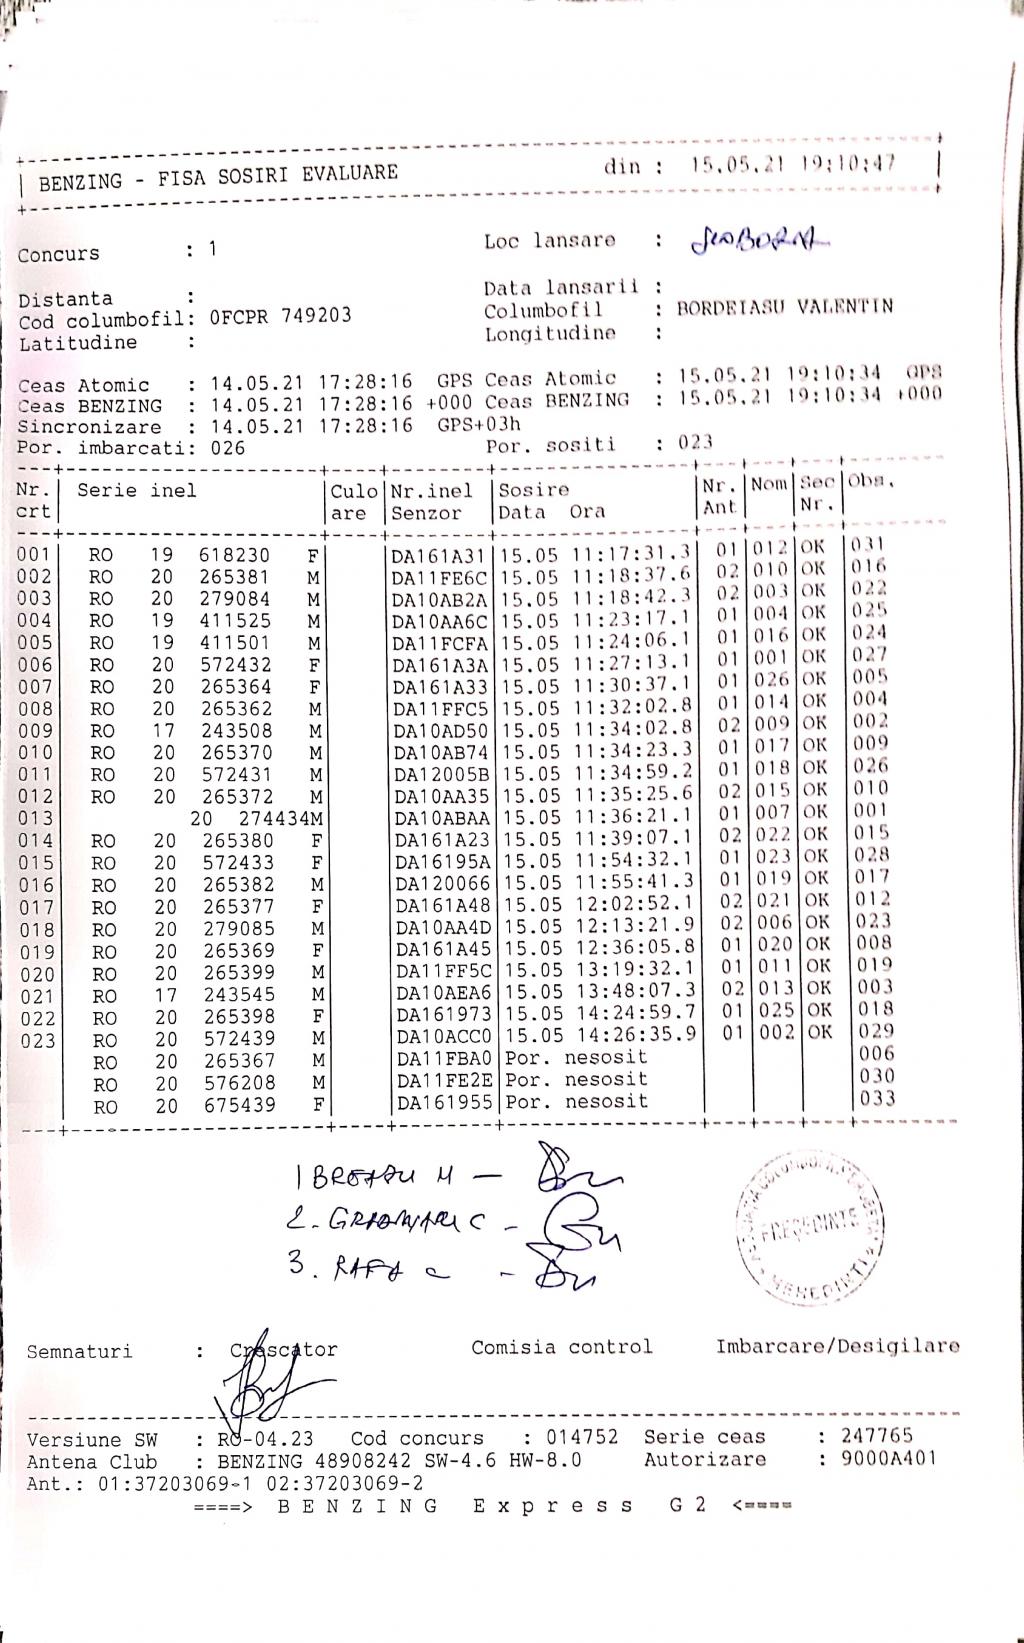 BENZING - FISA SOSIRI EVALUARE din : 15.05.21 19:10:47
Concurs : 1 Loc lansare : SLOBOZIA
Distanta : Data lansarii :
Cod columbofil: 0FCPR 749203 Columbofil : BORDEIASU VALENTIN
Latitudine : Longitudine :
Ceas Atomic : 14.05.21 17:28:16 GPS Ceas Atomic : 15.05.21 19:10:34 GPS
Ceas BENZING : 14.05.21 17:28:16 +000 Ceas BENZING : 15.05.21 19:10:34 +000
Sincronizare : 14.05.21 17:28:16 GPS+03h
Por. imbarcati: 026 Por. sositi : 023
Nr. Serie inel Culo Nr.inel Sosire Nr. Nom Sec Obs.
crt are Senzor Data Ora Ant Nr.
001 RO 19 618230 F DA161A31 15.05 11:17:31.3 01 012 OK 031
002 RO 20 265381 M DA11FE6C 15.05 11:18:37.6 02 010 OK 016
003 RO 20 279084 M DA10AB2A 15.05 11:18:42.3 02 003 OK 022
004 RO 19 411525 M DA10AA6C 15.05 11:23:17.1 01 004 OK 025
005 RO 19 411501 M DA11FCFA 15.05 11:24:06.1 01 016 OK 024
006 RO 20 572432 F DA161A3A 15.05 11:27:13.1 01 001 OK 027
007 RO 20 265364 F DA161A33 15.05 11:30:37.1 01 026 OK 005
008 RO 20 265362 M DA11FFC5 15.05 11:32:02.8 01 014 OK 004
009 RO 17 243508 M DA10AD50 15.05 11:34:02.8 02 009 OK 002
010 RO 20 265370 M DA10AB74 15.05 11:34:23.3 01 017 OK 009
011 RO 20 572431 M DA12005B 15.05 11:34:59.2 01 018 OK 026
012 RO 20 265372 M DA10AA35 15.05 11:35:25.6 02 015 OK 010
013 20 274434M DA10ABAA 15.05 11:36:21.1 01 007 OK 001
014 RO 20 265380 F DA161A23 15.05 11:39:07.1 02 022 OK 015
015 RO 20 572433 F DA16195A 15.05 11:54:32.1 01 023 OK 028
016 RO 20 265382 M DA120066 15.05 11:55:41.3 01 019 OK 017
017 RO 20 265377 F DA161A48 15.05 12:02:52.1 02 021 OK 012
018 RO 20 279085 M DA10AA4D 15.05 12:13:21.9 02 006 OK 023
019 RO 20 265369 F DA161A45 15.05 12:36:05.8 01 020 OK 008
020 RO 20 265399 M DA11FF5C 15.05 13:19:32.1 01 011 OK 019
021 RO 17 243545 M DA10AEA6 15.05 13:48:07.3 02 013 OK 003
022 RO 20 265398 F DA161973 15.05 14:24:59.7 01 025 OK 018
023 RO 20 572439 M DA10ACC0 15.05 14:26:35.9 01 002 OK 029
RO 20 265367 M DA11FBA0 Por. nesosit 006
RO 20 576208 M DA11FE2E Por. nesosit 030
RO 20 675439 F DA161955 Por. nesosit 033
1 M -
2. C -
3. RAFA C -
PRESEDINTE
MEHEDINTI
Semnaturi : Crescator Comisia control Imbarcare/Desigilare
Versiune SW : RO-04.23 Cod concurs : 014752 Serie ceas : 247765
Antena Club : BENZING 48908242 SW-4.6 HW-8.0 Autorizare : 9000A401
Ant.: 01:37203069-1 02:37203069-2
====> BENZING Express G2 <====